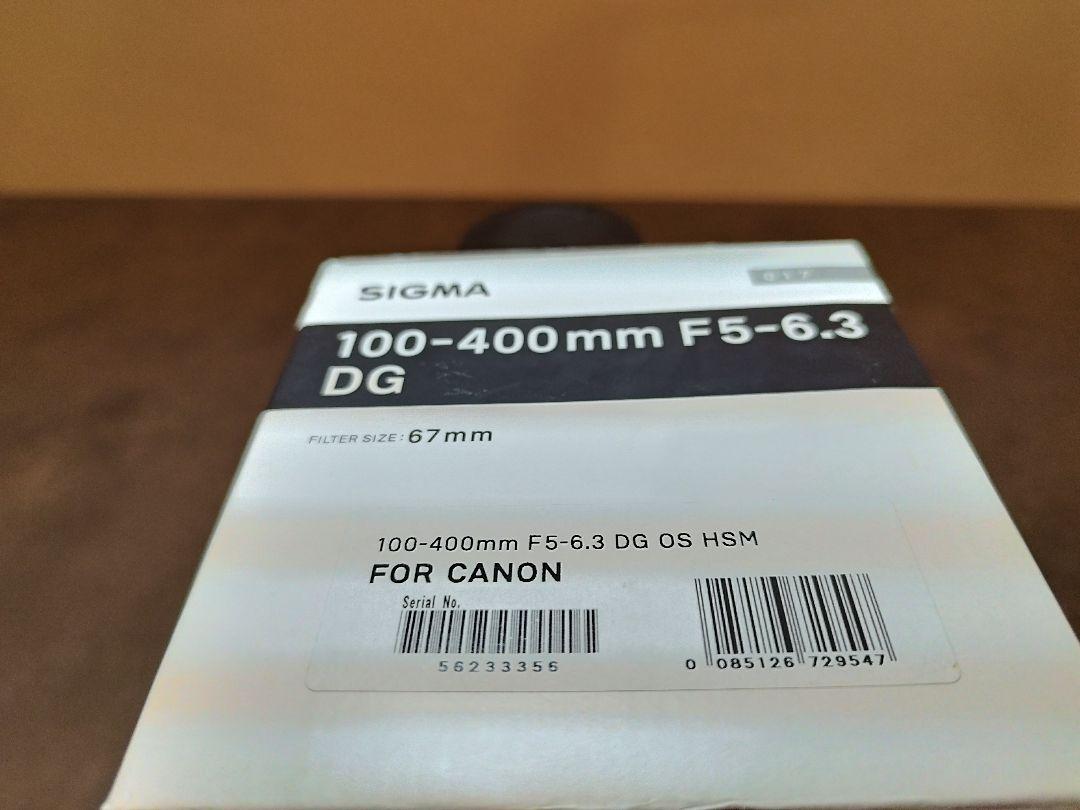 SIGMA
017
100-400mm F5-6.3
DG
FILTER SIZE: 67mm
100-400mm F5-6.3 DG OS HSM
FOR CANON
Serial No.
56233356
0 085126 729547